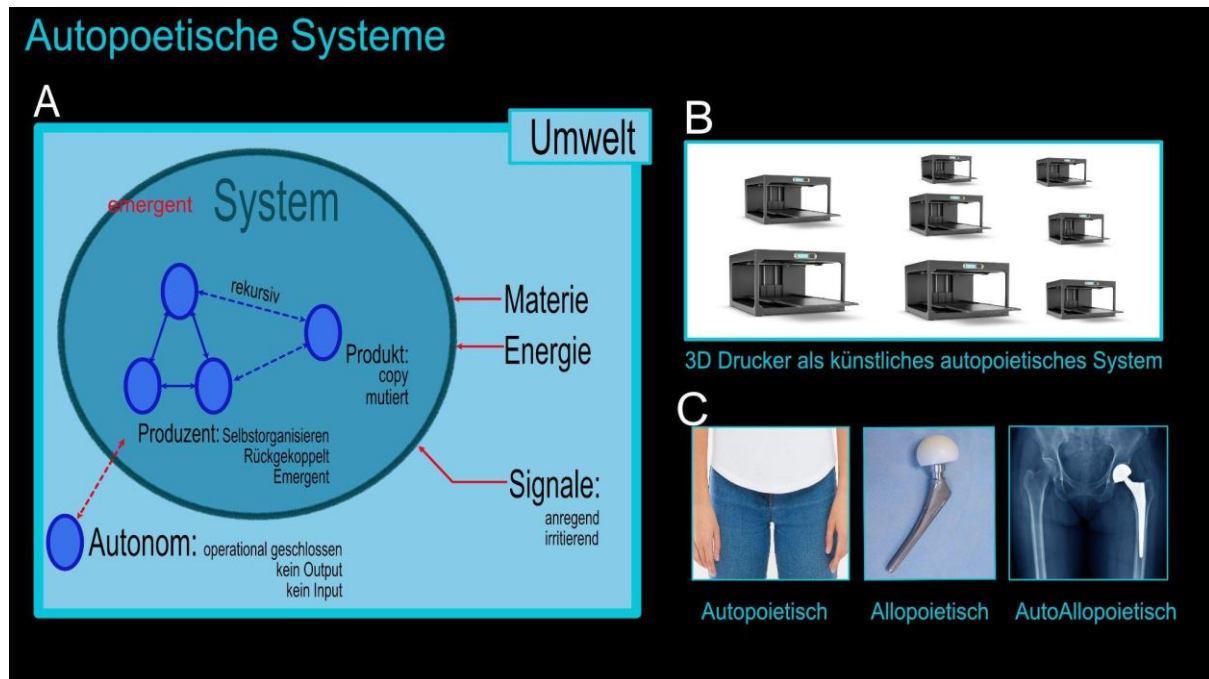 Autopoetische Systeme
A
Umwelt
emergent
System
rekursiv
Materie
Energie
Produkt:
copy
mutiert
Produzent: Selbstorganisieren
Rückgekoppelt
Emergent
Signale:
anregend
irritierend
Autonom: operational geschlossen
kein Output
kein Input
B
3D Drucker als künstliches autopoietisches System
C
Autopoietisch
Allopoietisch
AutoAllopoietisch